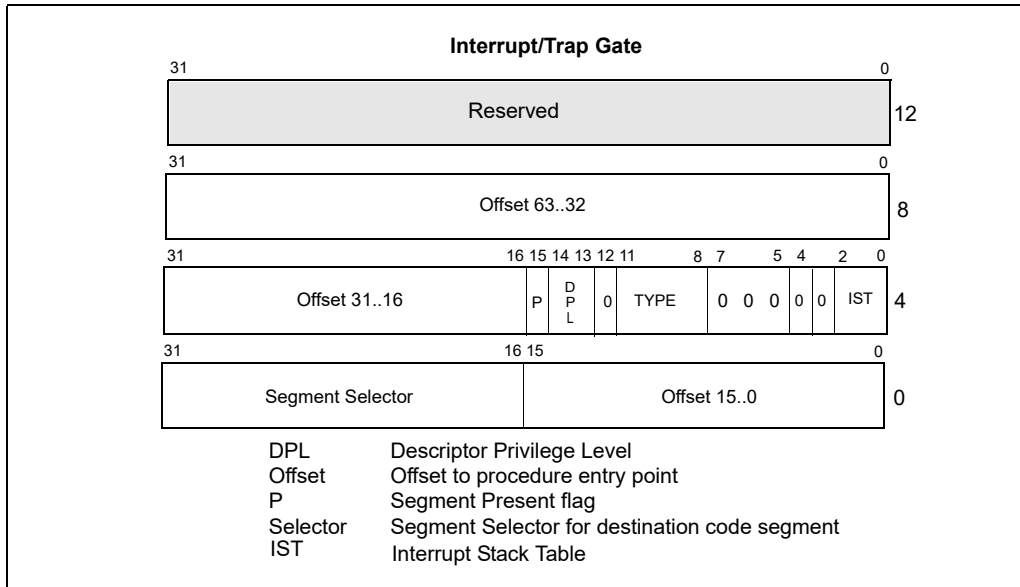 Interrupt/Trap Gate
31 0
Reserved 12
31 0
Offset 63..32 8
31 16 15 14 13 12 11 8 7 5 4 2 0
Offset 31..16 P DPL 0 TYPE 0 0 0 0 0 IST 4
31 16 15 0
Segment Selector Offset 15..0 0
DPL Descriptor Privilege Level
Offset Offset to procedure entry point
P Segment Present flag
Selector Segment Selector for destination code segment
IST Interrupt Stack Table